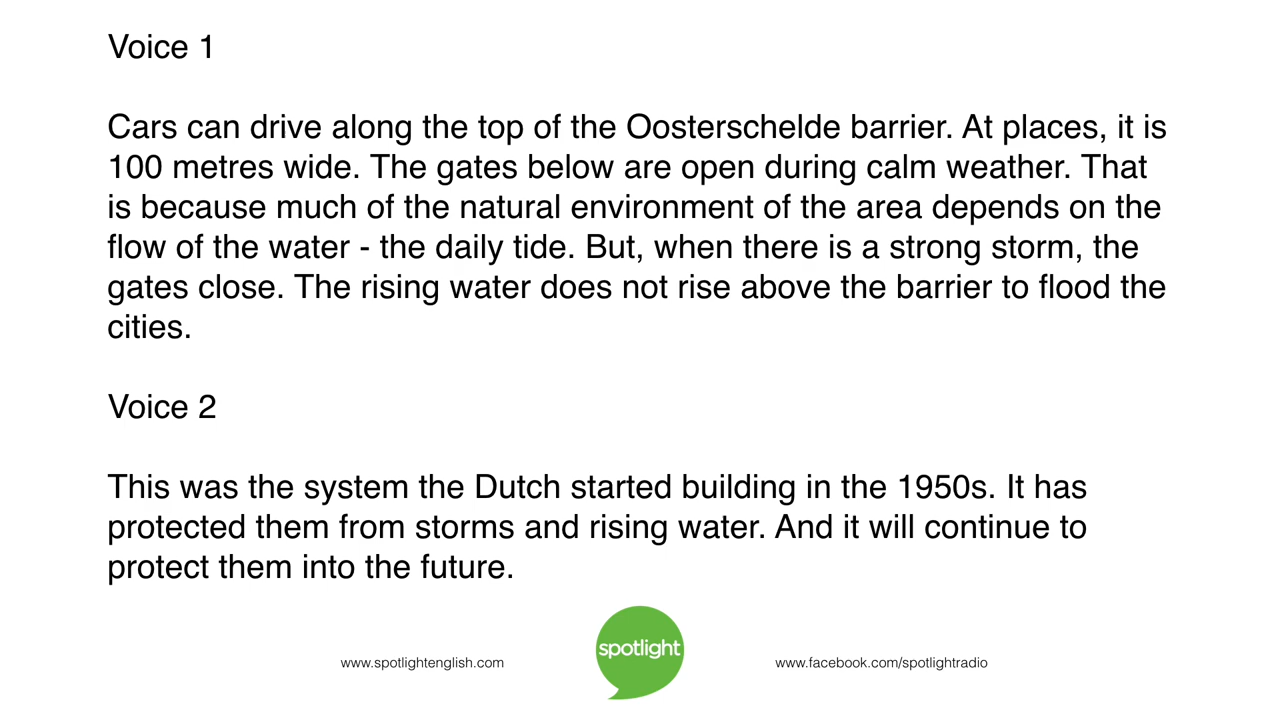 Voice 1
Cars can drive along the top of the Oosterschelde barrier. At places, it is
100 metres wide. The gates below are open during calm weather. That
is because much of the natural environment of the area depends on the
flow of the water - the daily tide. But, when there is a strong storm, the
gates close. The rising water does not rise above the barrier to flood the
cities.
Voice 2
This was the system the Dutch started building in the 1950s. It has
protected them from storms and rising water. And it will continue to
protect them into the future.
www.spotlightenglish.com
spotlight
www.facebook.com/spotlightradio